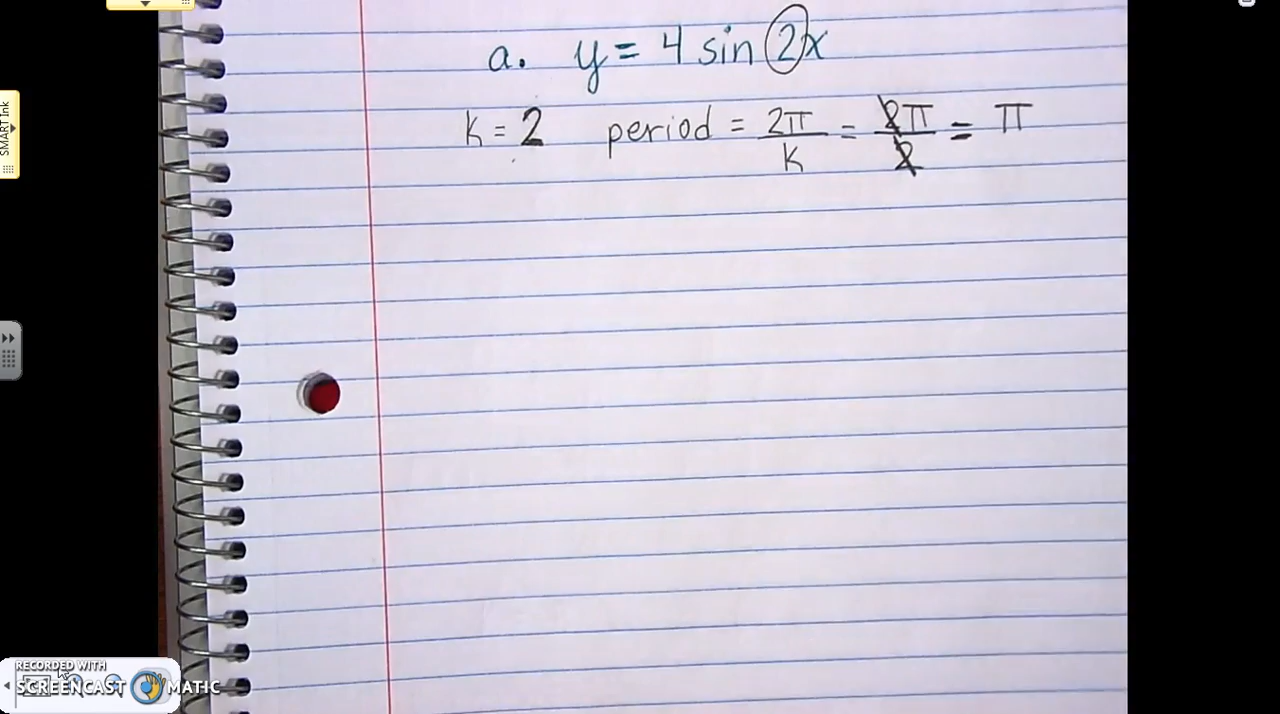 a. y = 4 sin 2x
K = 2 period = 2π/K = 2π/2 = π
SMART Ink
RECORDED WITH
SCREENCAST MATIC